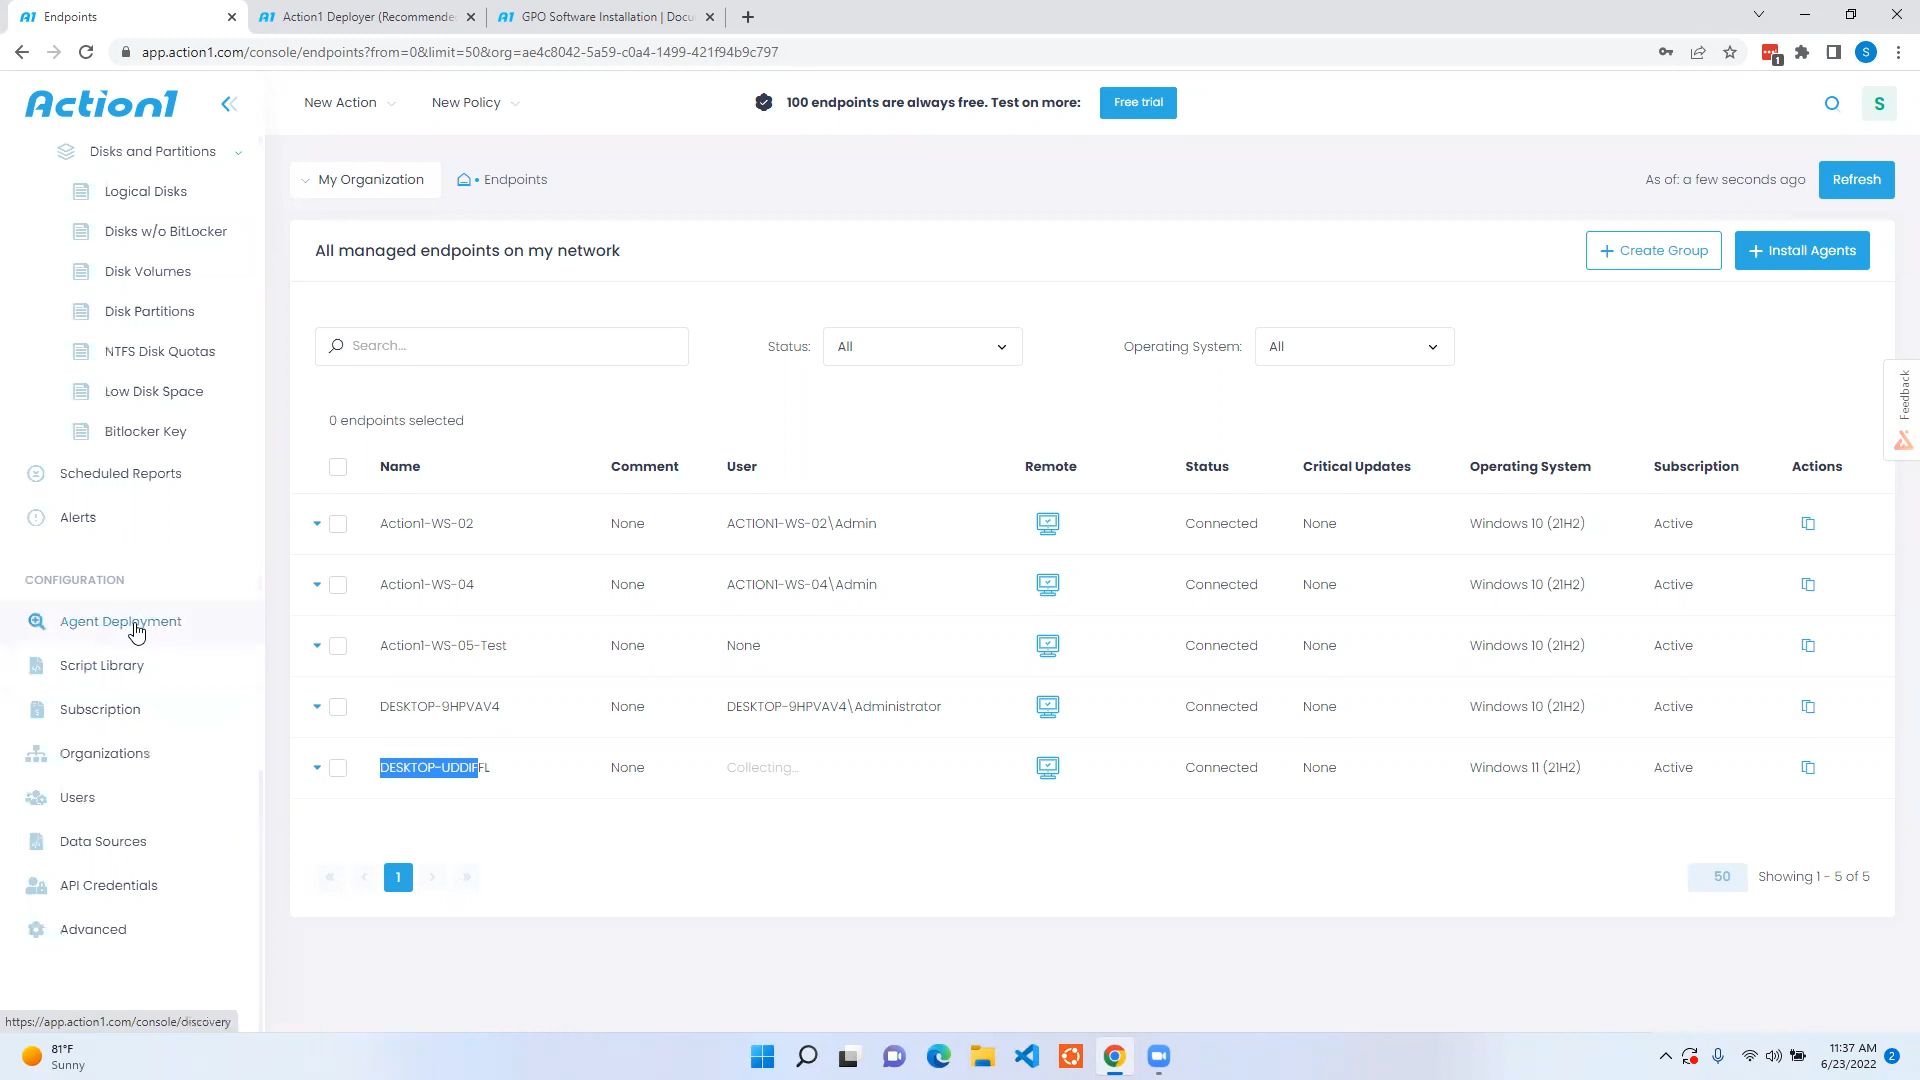 Endpoints
Action1 Deployer (Recommende
GPO Software Installation | Docu
app.action1.com/console/endpoints?from=0&limit=50&org=ae4c8042-5a59-c0a4-1499-421f94b9c797
1
S
Action1
New Action
New Policy
100 endpoints are always free. Test on more:
Free trial
S
Disks and Partitions
Logical Disks
Disks w/o BitLocker
Disk Volumes
Disk Partitions
NTFS Disk Quotas
Low Disk Space
Bitlocker Key
Scheduled Reports
Alerts
CONFIGURATION
Agent Deployment
Script Library
Subscription
Organizations
Users
Data Sources
API Credentials
Advanced
My Organization
Endpoints
As of: a few seconds ago
Refresh
All managed endpoints on my network
Create Group
Install Agents
Search...
Status:
All
Operating System:
All
Feedback
0 endpoints selected
Name Comment User Remote Status Critical Updates Operating System Subscription Actions
Action1-WS-02 None ACTION1-WS-02\Admin Connected None Windows 10 (21H2) Active
Action1-WS-04 None ACTION1-WS-04\Admin Connected None Windows 10 (21H2) Active
Action1-WS-05-Test None None Connected None Windows 10 (21H2) Active
DESKTOP-9HPVAV4 None DESKTOP-9HPVAV4\Administrator Connected None Windows 10 (21H2) Active
DESKTOP-UDDIFFL None Collecting... Connected None Windows 11 (21H2) Active
1
50
Showing 1 - 5 of 5
https://app.action1.com/console/discovery
81°F
Sunny
11:37 AM
6/23/2022
2